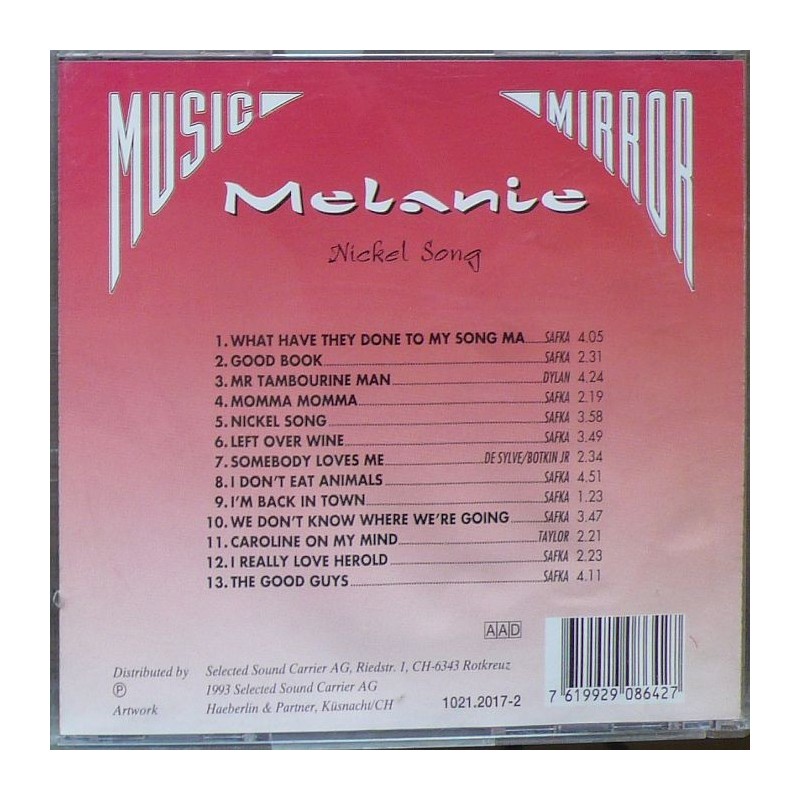 MUSIC MIRROR
Melanie
Nickel Song
1. WHAT HAVE THEY DONE TO MY SONG MA SAFKA 4.05
2. GOOD BOOK SAFKA 2.31
3. MR TAMBOURINE MAN DYLAN 4.24
4. MOMMA MOMMA SAFKA 2.19
5. NICKEL SONG SAFKA 3.58
6. LEFT OVER WINE SAFKA 3.49
7. SOMEBODY LOVES ME DE SYLVE/BOTKIN JR 2.34
8. I DON'T EAT ANIMALS SAFKA 4.51
9. I'M BACK IN TOWN SAFKA 1.23
10. WE DON'T KNOW WHERE WE'RE GOING SAFKA 3.47
11. CAROLINE ON MY MIND TAYLOR 2.21
12. I REALLY LOVE HEROLD SAFKA 2.23
13. THE GOOD GUYS SAFKA 4.11
AAD
Distributed by Selected Sound Carrier AG, Riedstr. 1, CH-6343 Rotkreuz
Ⓟ 1993 Selected Sound Carrier AG
Artwork Haeberlin & Partner, Küsnacht/CH
1021.2017-2
7 619929 086427